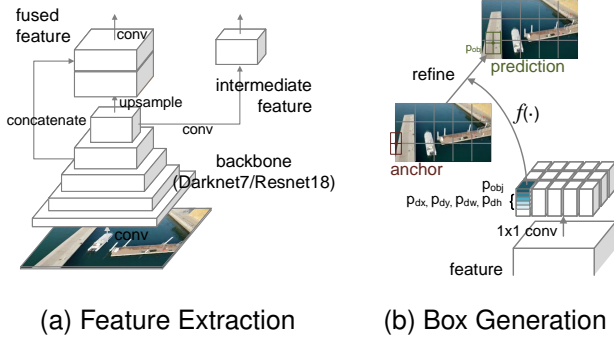 fused
feature
conv
upsample
concatenate
intermediate
feature
conv
backbone
(Darknet7/Resnet18)
conv
(a) Feature Extraction
pobj
prediction
refine
f(·)
anchor
pobj
pdx, pdy, pdw, pdh {
1x1 conv
feature
(b) Box Generation